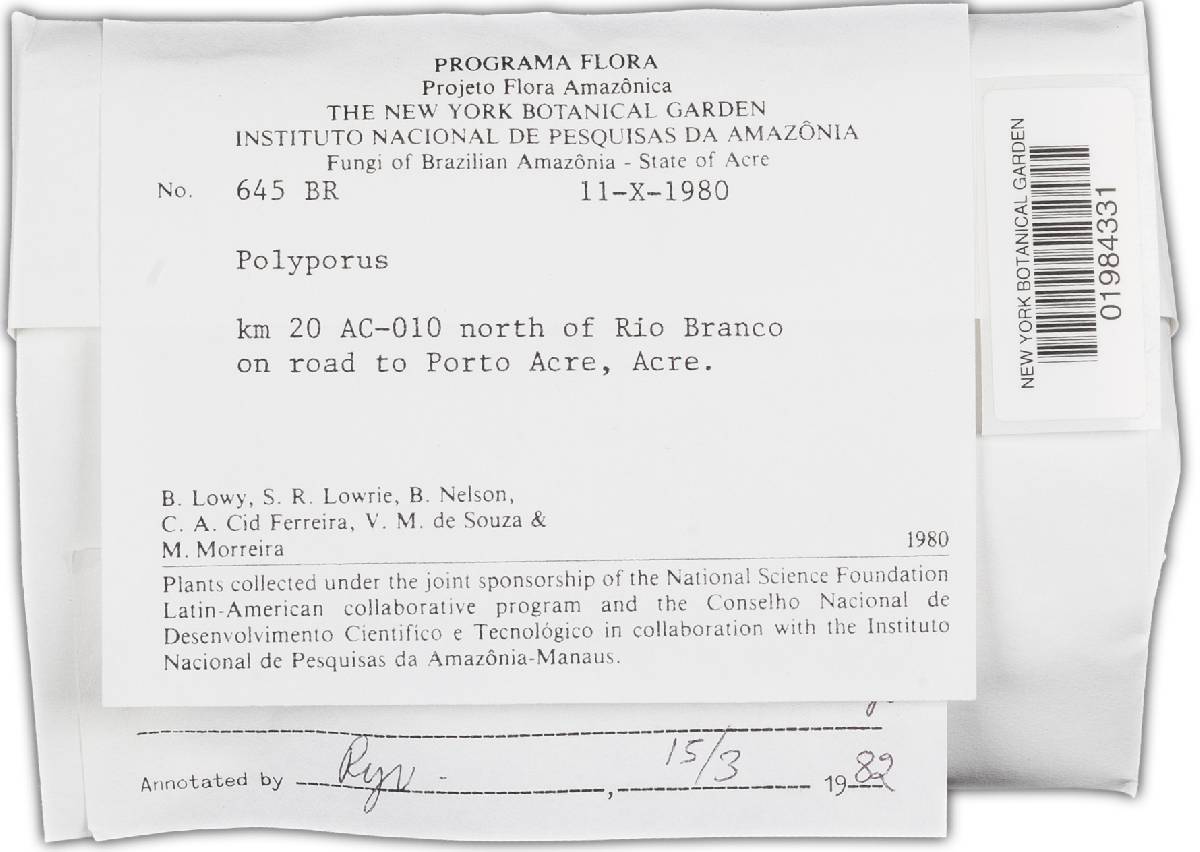 PROGRAMA FLORA
Projeto Flora Amazônica
THE NEW YORK BOTANICAL GARDEN
INSTITUTO NACIONAL DE PESQUISAS DA AMAZÔNIA
Fungi of Brazilian Amazônia - State of Acre
No. 645 BR 11-X-1980
Polyporus
km 20 AC-010 north of Rio Branco
on road to Porto Acre, Acre.
B. Lowy, S. R. Lowrie, B. Nelson,
C. A. Cid Ferreira, V. M. de Souza &
M. Morreira 1980
Plants collected under the joint sponsorship of the National Science Foundation
Latin-American collaborative program and the Conselho Nacional de
Desenvolvimento Cientifico e Tecnológico in collaboration with the Instituto
Nacional de Pesquisas da Amazônia-Manaus.
Annotated by Ryv - , 15/3 1982
NEW YORK BOTANICAL GARDEN
01984331